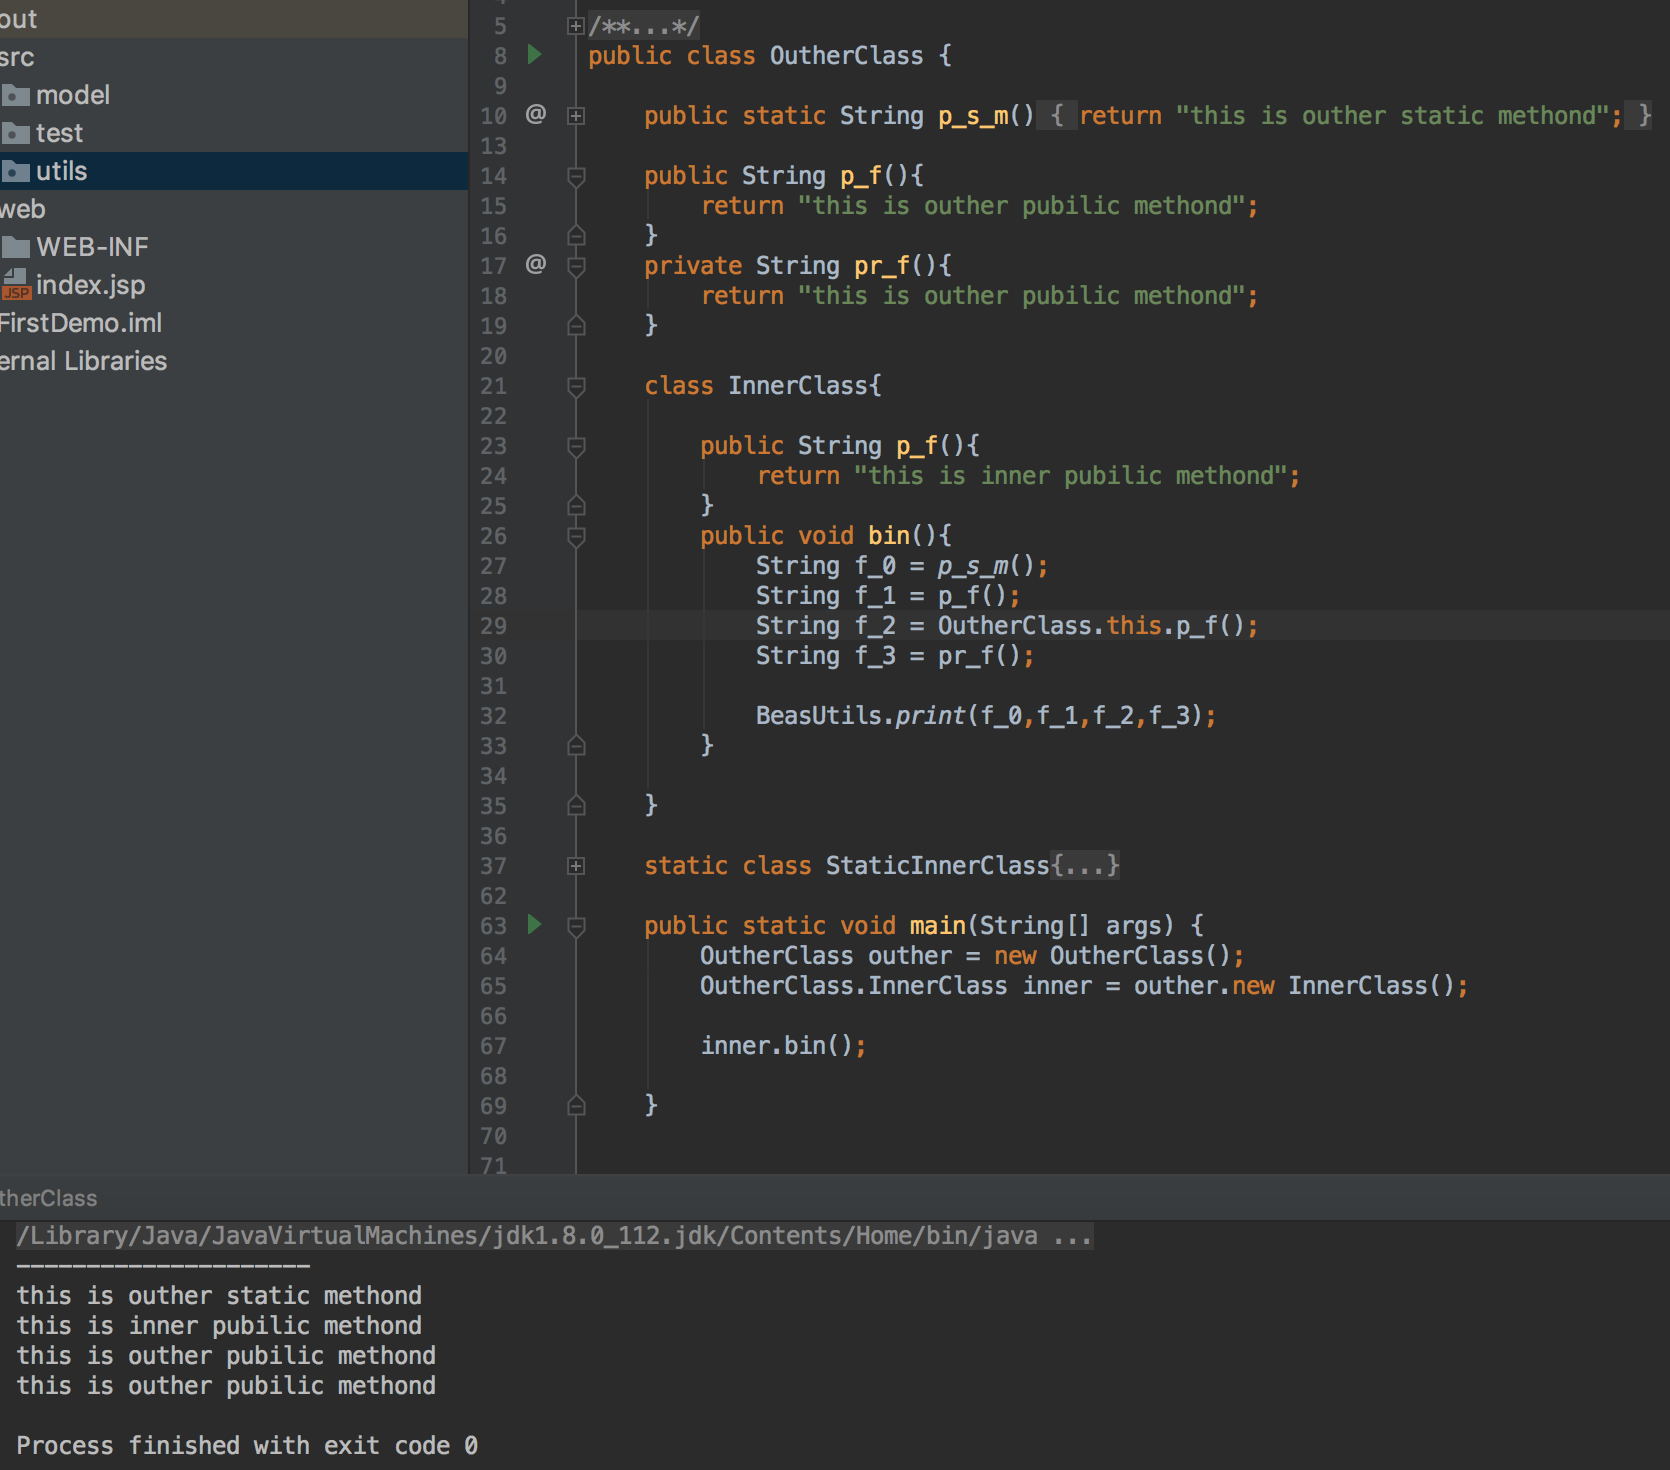 out
src
model
test
utils
web
WEB-INF
JSP index.jsp
FirstDemo.iml
ernal Libraries
5 /**...*/
8 public class OutherClass {
9
10 @ public static String p_s_m() { return "this is outher static methond"; }
13
14 public String p_f(){
15 return "this is outher pubilic methond";
16 }
17 @ private String pr_f(){
18 return "this is outher pubilic methond";
19 }
20
21 class InnerClass{
22
23 public String p_f(){
24 return "this is inner pubilic methond";
25 }
26 public void bin(){
27 String f_0 = p_s_m();
28 String f_1 = p_f();
29 String f_2 = OutherClass.this.p_f();
30 String f_3 = pr_f();
31
32 BeasUtils.print(f_0,f_1,f_2,f_3);
33 }
34
35 }
36
37 static class StaticInnerClass{...}
62
63 public static void main(String[] args) {
64 OutherClass outher = new OutherClass();
65 OutherClass.InnerClass inner = outher.new InnerClass();
66
67 inner.bin();
68
69 }
70
71
therClass
/Library/Java/JavaVirtualMachines/jdk1.8.0_112.jdk/Contents/Home/bin/java ...
---------------------
this is outher static methond
this is inner pubilic methond
this is outher pubilic methond
this is outher pubilic methond
Process finished with exit code 0